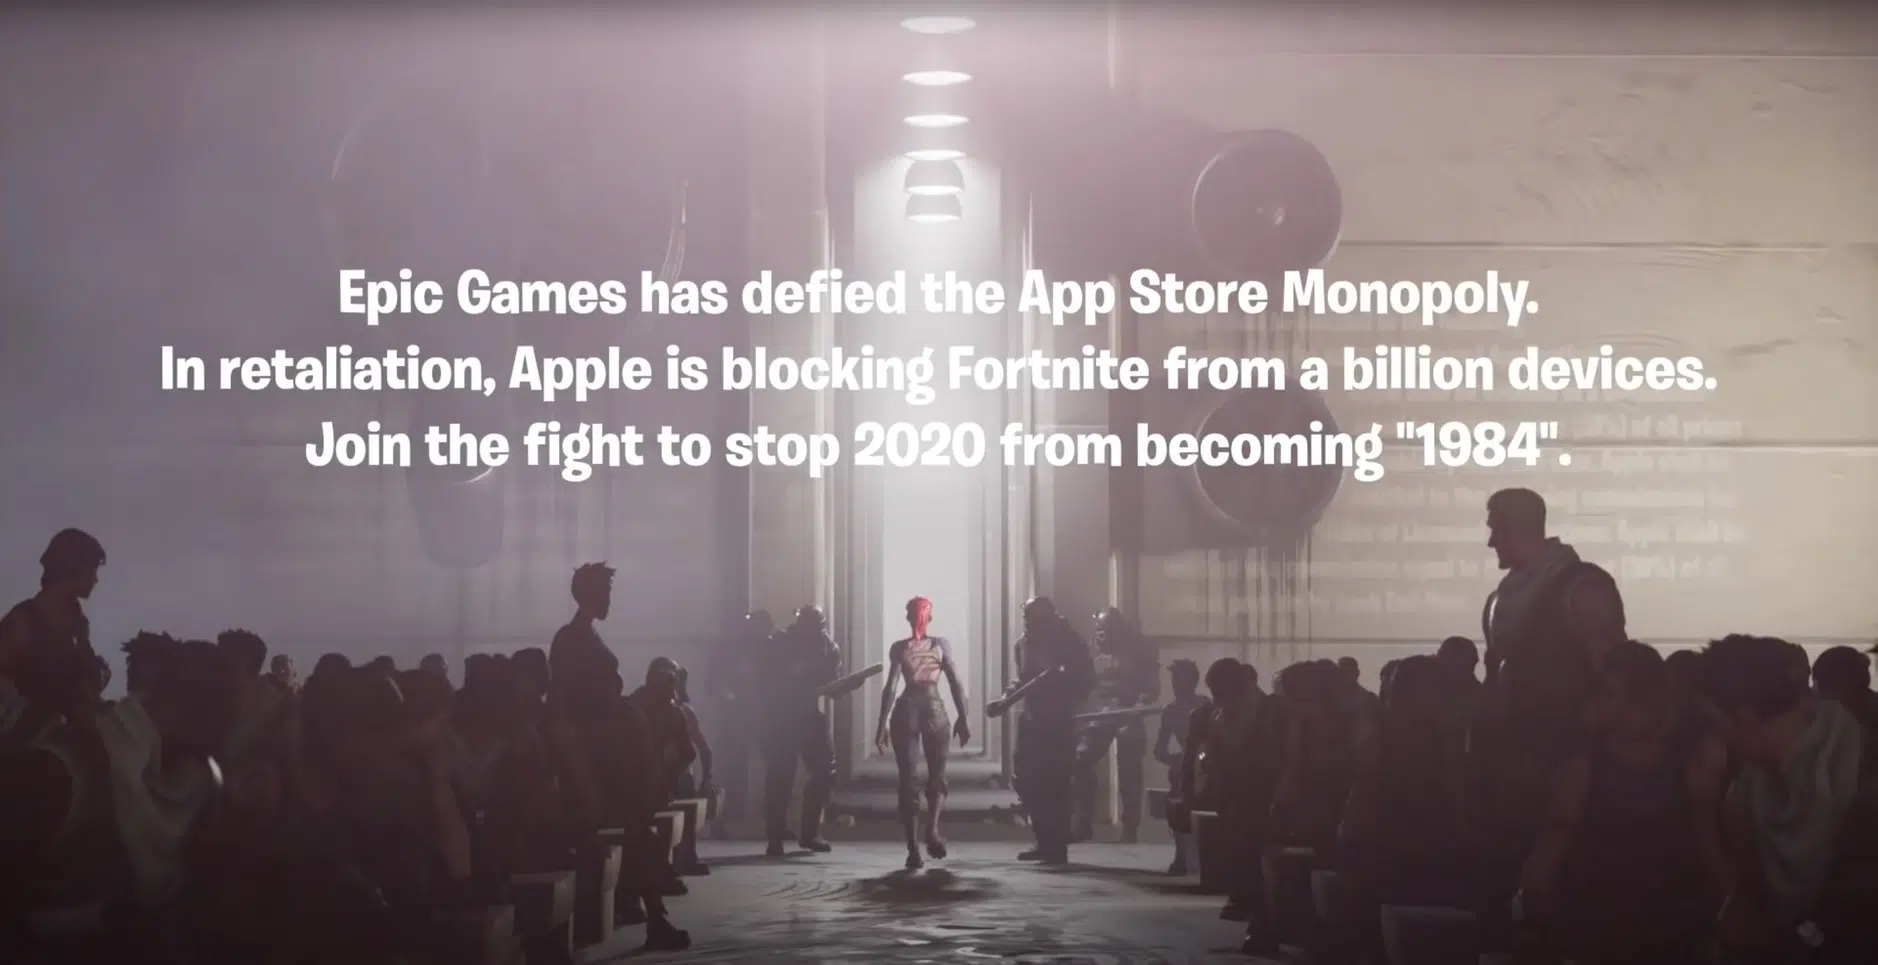 Epic Games has defied the App Store Monopoly.
In retaliation, Apple is blocking Fortnite from a billion devices.
Join the fight to stop 2020 from becoming "1984".